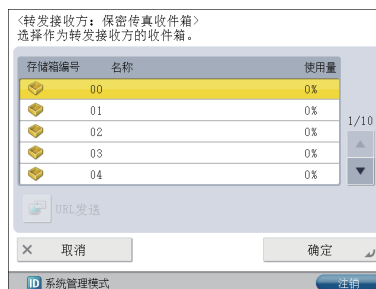 <转发接收方：保密传真收件箱>
选择作为转发接收方的收件箱。
存储箱编号 名称 使用量
00 0%
01 0%
02 0%
03 0%
04 0%
1/10
URL发送
× 取消 确定
ID 系统管理模式 注销